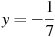 y = −1/7